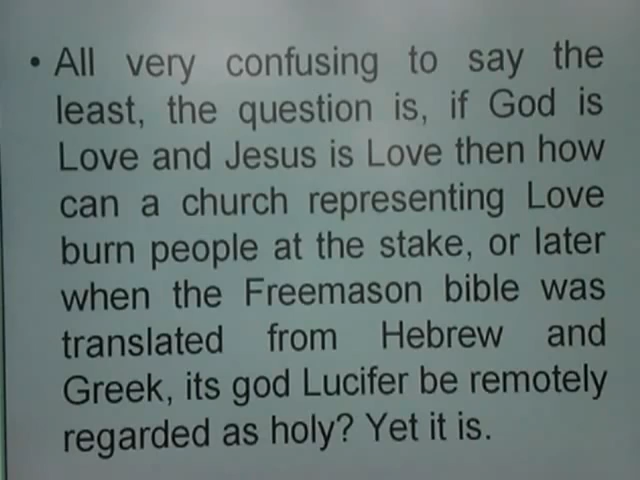 • All very confusing to say the
least, the question is, if God is
Love and Jesus is Love then how
can a church representing Love
burn people at the stake, or later
when the Freemason bible was
translated from Hebrew and
Greek, its god Lucifer be remotely
regarded as holy? Yet it is.